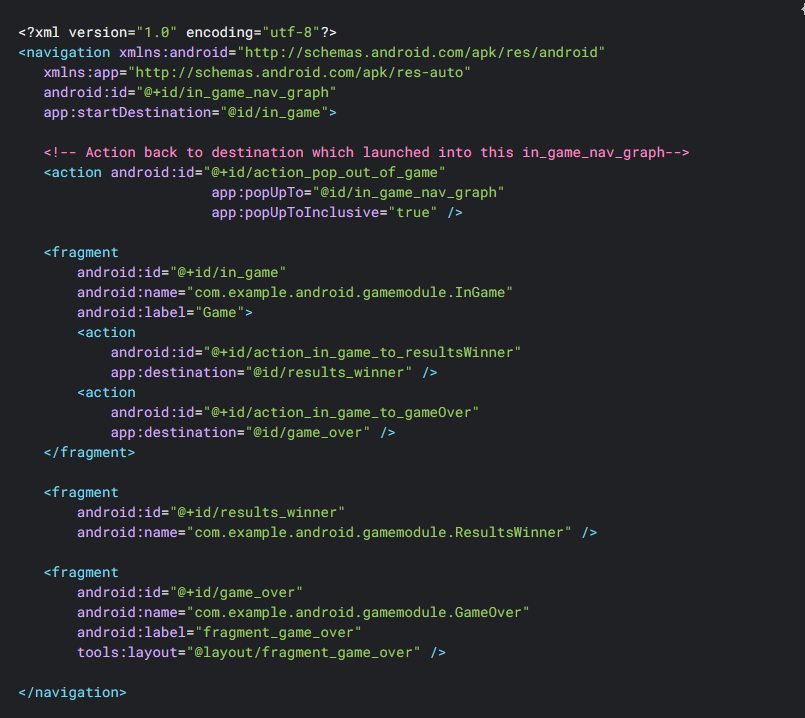 <?xml version="1.0" encoding="utf-8"?>
<navigation xmlns:android="http://schemas.android.com/apk/res/android"
   xmlns:app="http://schemas.android.com/apk/res-auto"
   android:id="@+id/in_game_nav_graph"
   app:startDestination="@id/in_game">

   <!-- Action back to destination which launched into this in_game_nav_graph-->
   <action android:id="@+id/action_pop_out_of_game"
                       app:popUpTo="@id/in_game_nav_graph"
                       app:popUpToInclusive="true" />

   <fragment
       android:id="@+id/in_game"
       android:name="com.example.android.gamemodule.InGame"
       android:label="Game">
       <action
           android:id="@+id/action_in_game_to_resultsWinner"
           app:destination="@id/results_winner" />
       <action
           android:id="@+id/action_in_game_to_gameOver"
           app:destination="@id/game_over" />
   </fragment>

   <fragment
       android:id="@+id/results_winner"
       android:name="com.example.android.gamemodule.ResultsWinner" />

   <fragment
       android:id="@+id/game_over"
       android:name="com.example.android.gamemodule.GameOver"
       android:label="fragment_game_over"
       tools:layout="@layout/fragment_game_over" />

</navigation>